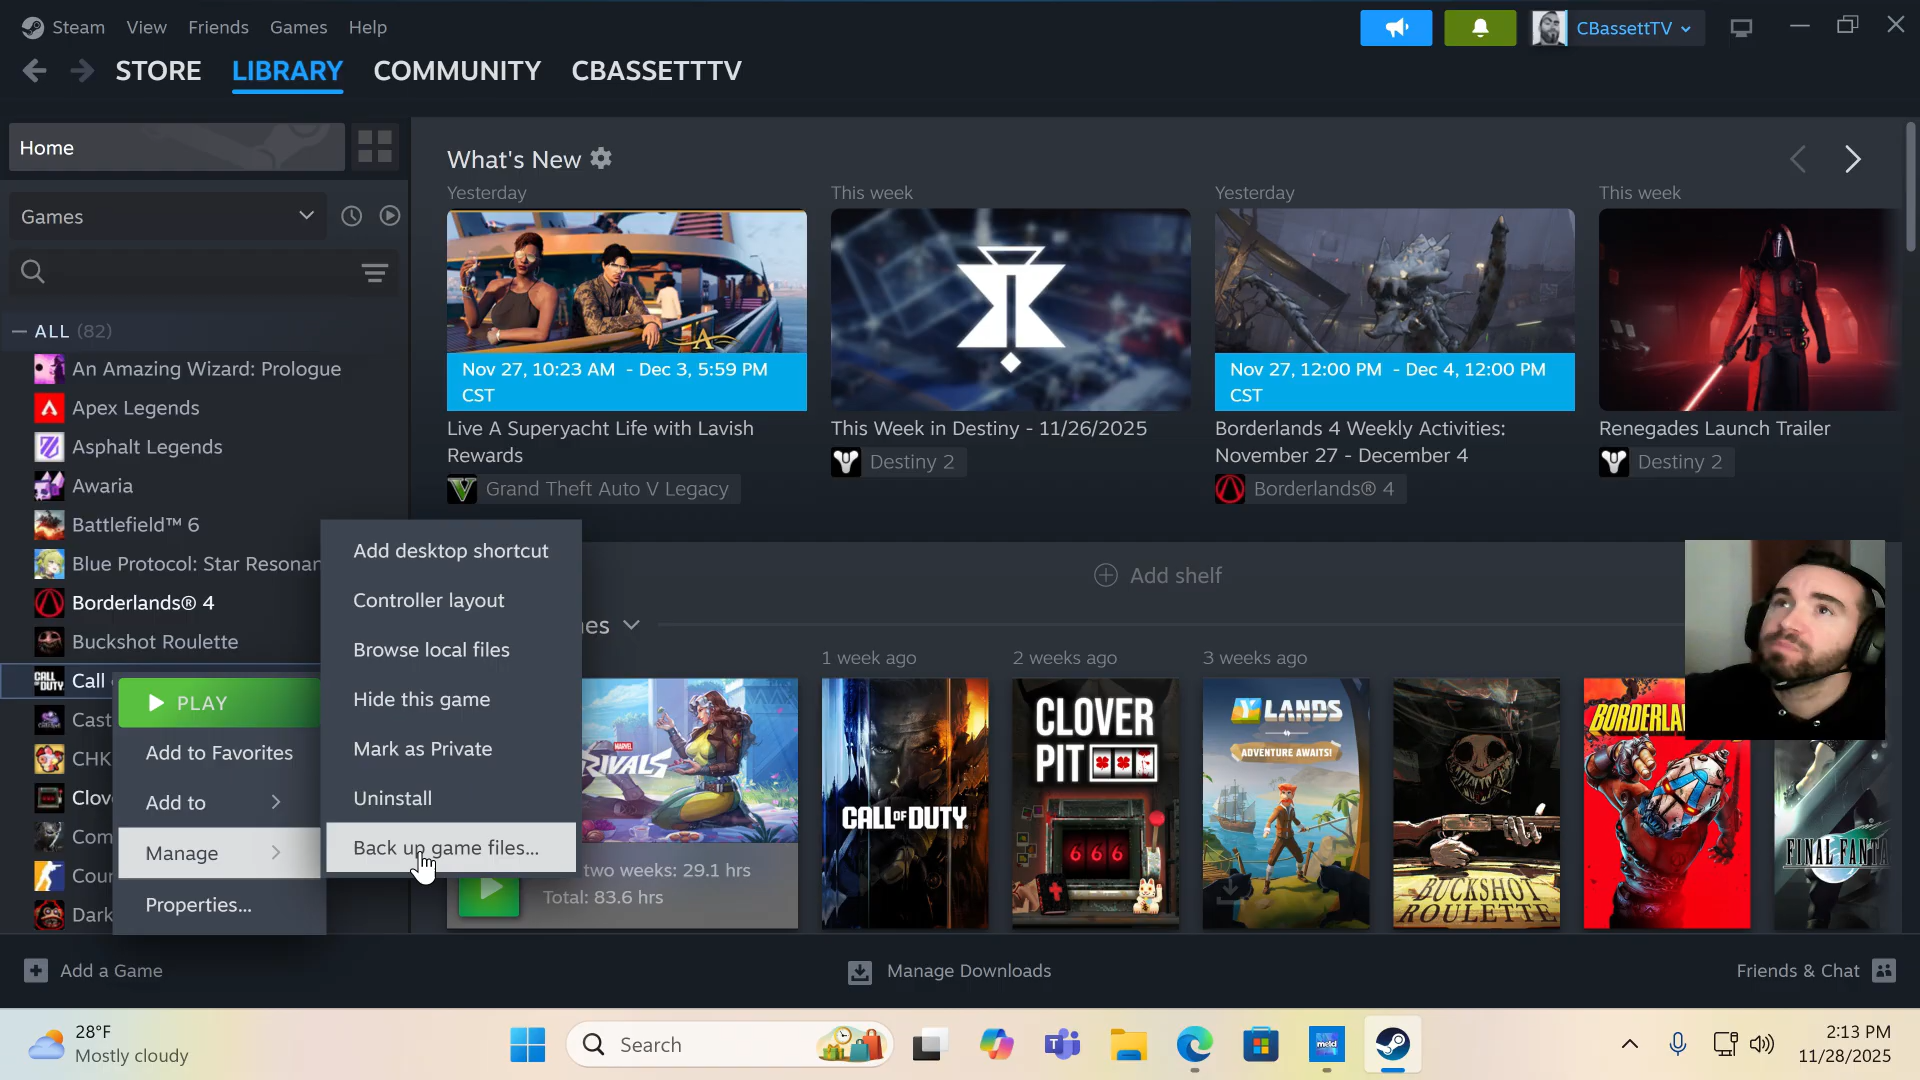 Steam View Friends Games Help
CBassettTV
STORE LIBRARY COMMUNITY CBASSETTTV
Home
Games
ALL (82)
An Amazing Wizard: Prologue
Apex Legends
Asphalt Legends
Awaria
Battlefield™ 6
Blue Protocol: Star Resonan
Borderlands® 4
Buckshot Roulette
Call
Cast
CHK
Clov
Com
Coun
Dark
PLAY
Add to Favorites
Add to
Manage
Properties...
Add desktop shortcut
Controller layout
Browse local files
Hide this game
Mark as Private
Uninstall
Back up game files...
What's New
Yesterday
Nov 27, 10:23 AM - Dec 3, 5:59 PM
CST
Live A Superyacht Life with Lavish
Rewards
Grand Theft Auto V Legacy
This week
This Week in Destiny - 11/26/2025
Destiny 2
Yesterday
Nov 27, 12:00 PM - Dec 4, 12:00 PM
CST
Borderlands 4 Weekly Activities:
November 27 - December 4
Borderlands® 4
This week
Renegades Launch Trailer
Destiny 2
Add shelf
es
1 week ago
2 weeks ago
3 weeks ago
MARVEL
RIVALS
two weeks: 29.1 hrs
Total: 83.6 hrs
CALL OF DUTY
CLOVER
PIT
666
YLANDS
ADVENTURE AWAITS!
BUCKSHOT
ROULETTE
BORDERLA
FINAL FANTA
Add a Game
Manage Downloads
Friends & Chat
28°F
Mostly cloudy
Search
meld
2:13 PM
11/28/2025